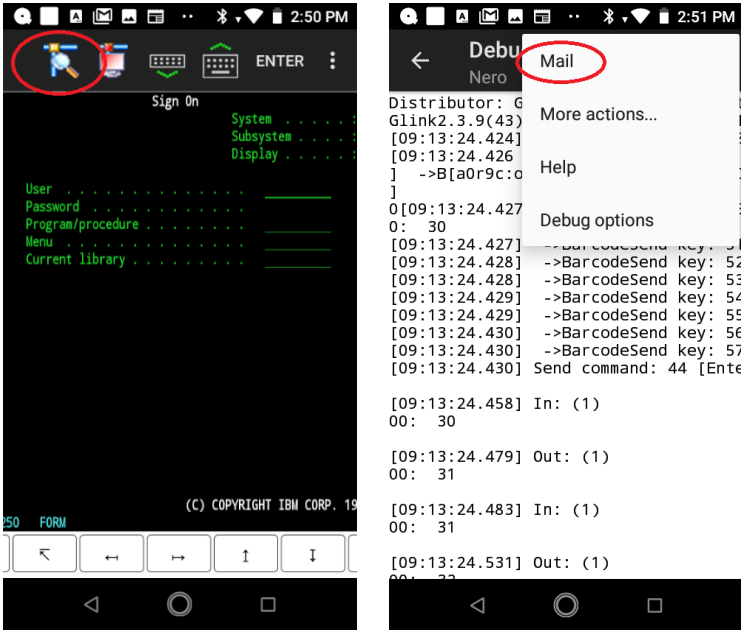 2:50 PM
ENTER
Sign On
System . . . . . :
Subsystem . . . . :
Display . . . . . :
User . . . . . . . . . . . . . .
Password . . . . . . . . . . . .
Program/procedure . . . . . . . .
Menu . . . . . . . . . . . . . .
Current library . . . . . . . . .
(C) COPYRIGHT IBM CORP. 19
250 FORM
2:51 PM
Debu
Nero
Mail
More actions...
Help
Debug options
Distributor: G
Glink2.3.9(43)
[09:13:24.424]
[09:13:24.426
] ->B[a0r9c:o
]
0[09:13:24.427
0: 30
[09:13:24.427] ->BarcodeSend key: 51
[09:13:24.428] ->BarcodeSend key: 52
[09:13:24.428] ->BarcodeSend key: 53
[09:13:24.429] ->BarcodeSend key: 54
[09:13:24.429] ->BarcodeSend key: 55
[09:13:24.430] ->BarcodeSend key: 56
[09:13:24.430] ->BarcodeSend key: 57
[09:13:24.430] Send command: 44 [Ente
[09:13:24.458] In: (1)
00: 30
[09:13:24.479] Out: (1)
00: 31
[09:13:24.483] In: (1)
00: 31
[09:13:24.531] Out: (1)
00: 32